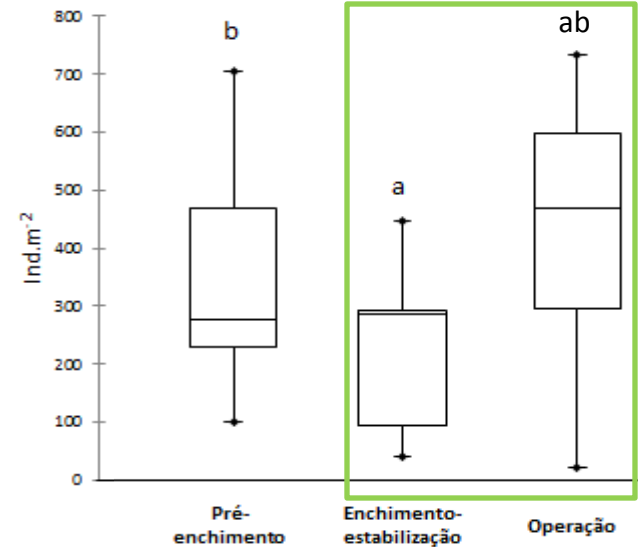 800
700
600
500
400
300
200
100
0
Ind.m⁻²
b
a
ab
Pré-
enchimento
Enchimento-
estabilização
Operação